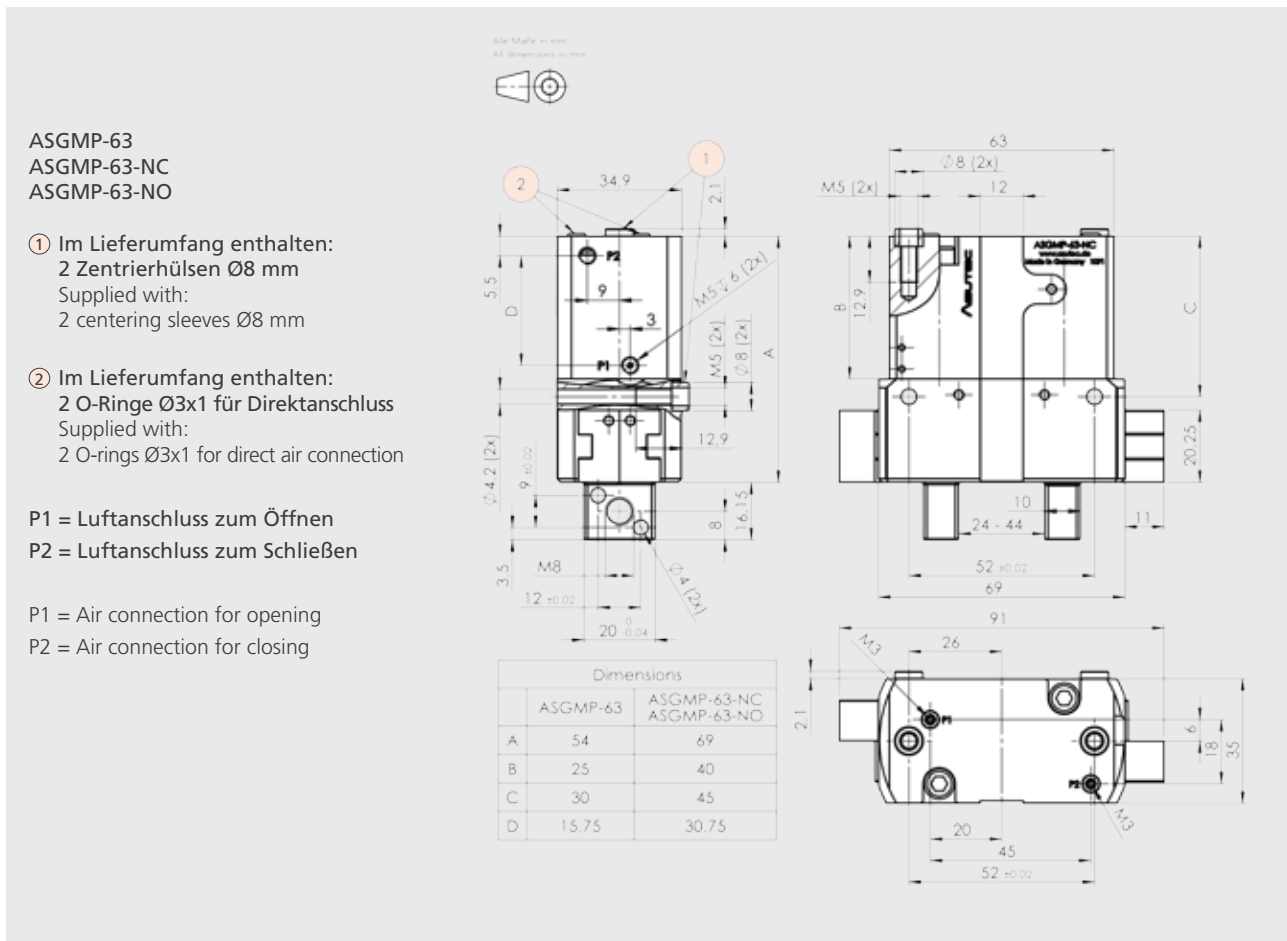 Alle Maße in mm
All dimensions in mm
ASGMP-63
ASGMP-63-NC
ASGMP-63-NO
1 Im Lieferumfang enthalten:
2 Zentrierhülsen Ø8 mm
Supplied with:
2 centering sleeves Ø8 mm
2 Im Lieferumfang enthalten:
2 O-Ringe Ø3x1 für Direktanschluss
Supplied with:
2 O-rings Ø3x1 for direct air connection
P1 = Luftanschluss zum Öffnen
P2 = Luftanschluss zum Schließen
P1 = Air connection for opening
P2 = Air connection for closing
1
2
34.9
2.1
P2
5.5
D
9
3
M5 ↧ 6 (2x)
P1
M5 (2x)
Ø8 (2x)
A
Ø4.2 (2x)
9 ±0.02
12.9
3.5
M8
8
16.15
12 ±0.02
Ø4 (2x)
20 0 -0.04
63
Ø8 (2x)
M5 (2x)
12
ASGMP-63-NC
www.asutec.de
Made in Germany
ASUTEC
B
12.9
C
20.25
10
24 - 44
11
52 ±0.02
69
91
M3
26
2.1
P1
6
18
35
P2
M3
20
45
52 ±0.02
Dimensions
ASGMP-63 ASGMP-63-NC
ASGMP-63-NO
A 54 69
B 25 40
C 30 45
D 15.75 30.75